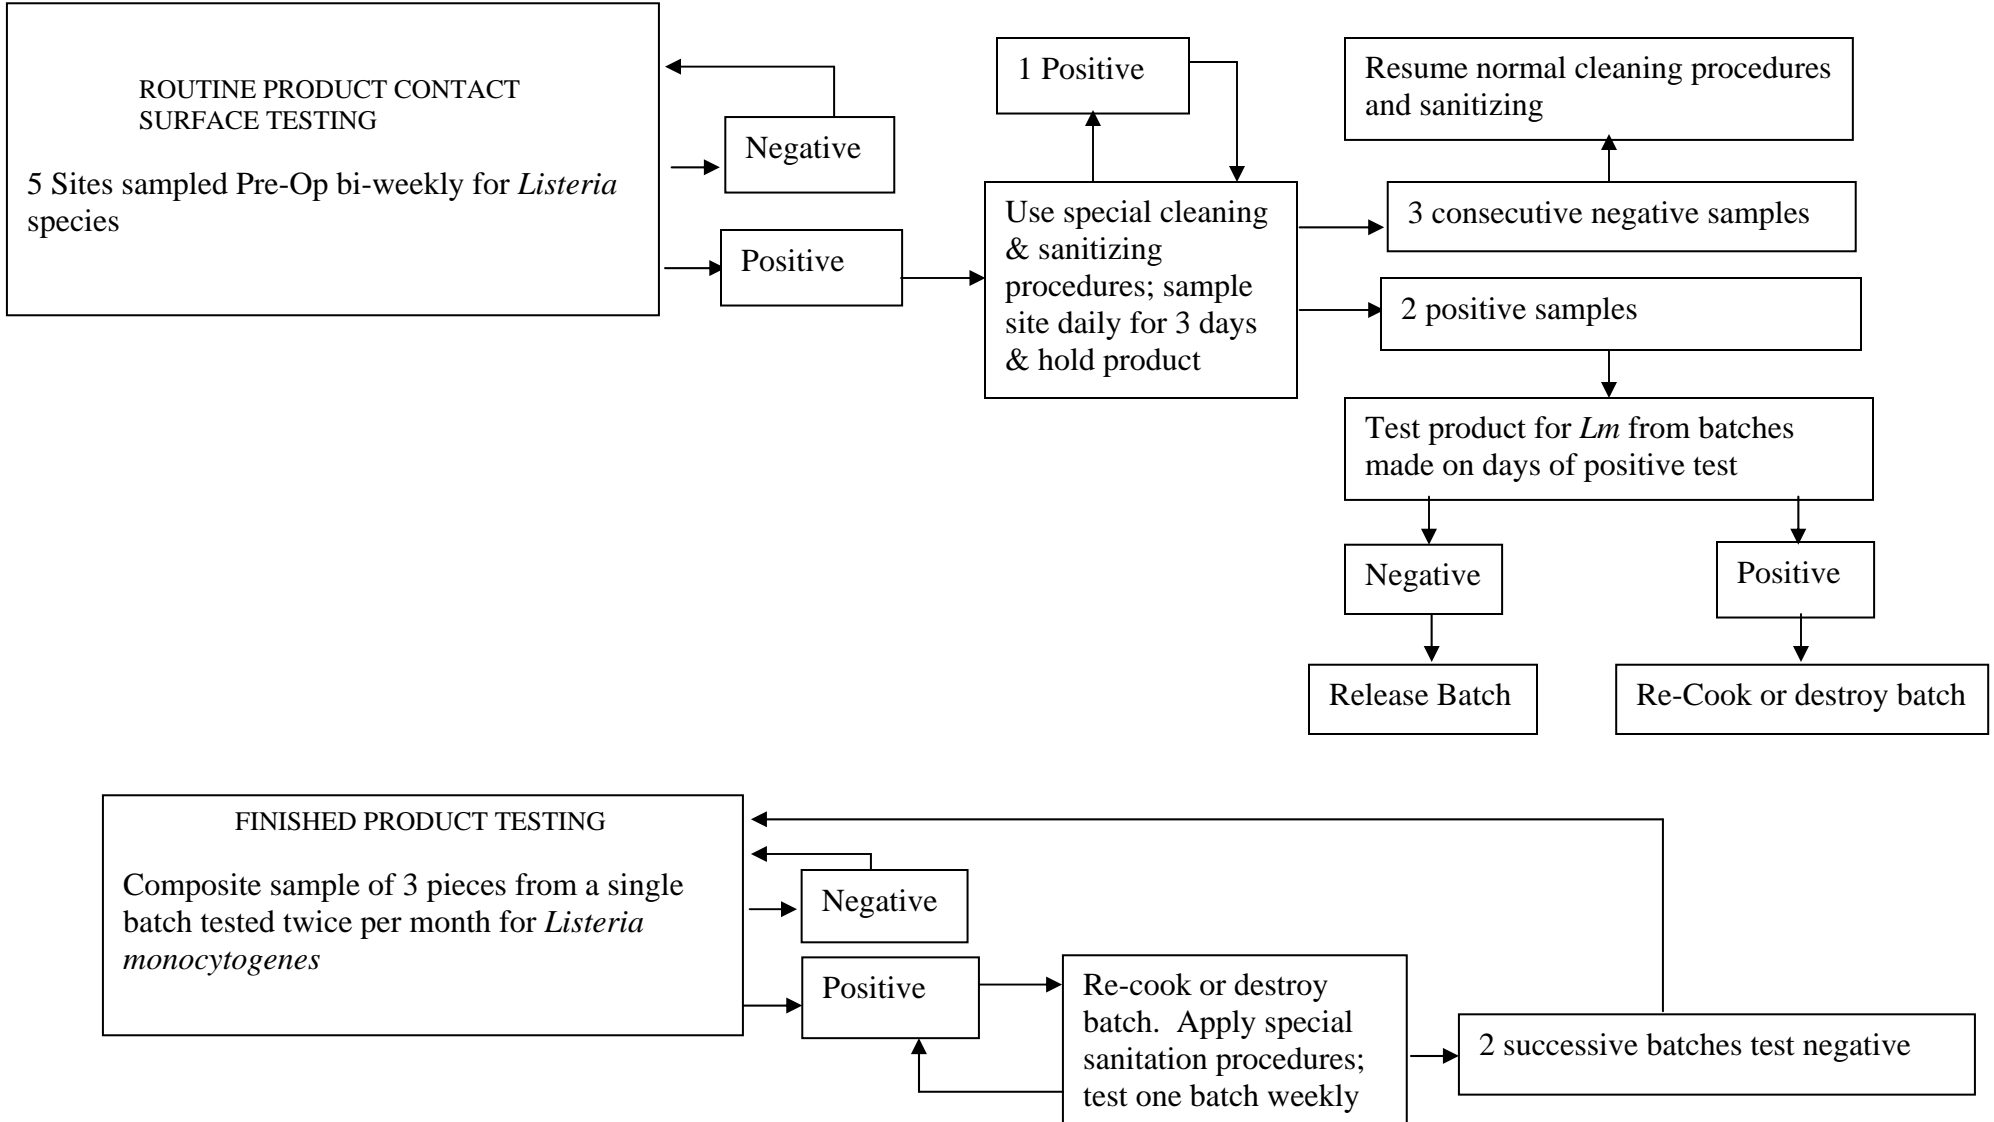 ROUTINE PRODUCT CONTACT
SURFACE TESTING
5 Sites sampled Pre-Op bi-weekly for Listeria
species
Negative
Positive
1 Positive
Use special cleaning
& sanitizing
procedures; sample
site daily for 3 days
& hold product
Resume normal cleaning procedures
and sanitizing
3 consecutive negative samples
2 positive samples
Test product for Lm from batches
made on days of positive test
Negative
Positive
Release Batch
Re-Cook or destroy batch
FINISHED PRODUCT TESTING
Composite sample of 3 pieces from a single
batch tested twice per month for Listeria
monocytogenes
Negative
Positive
Re-cook or destroy
batch.  Apply special
sanitation procedures;
test one batch weekly
2 successive batches test negative